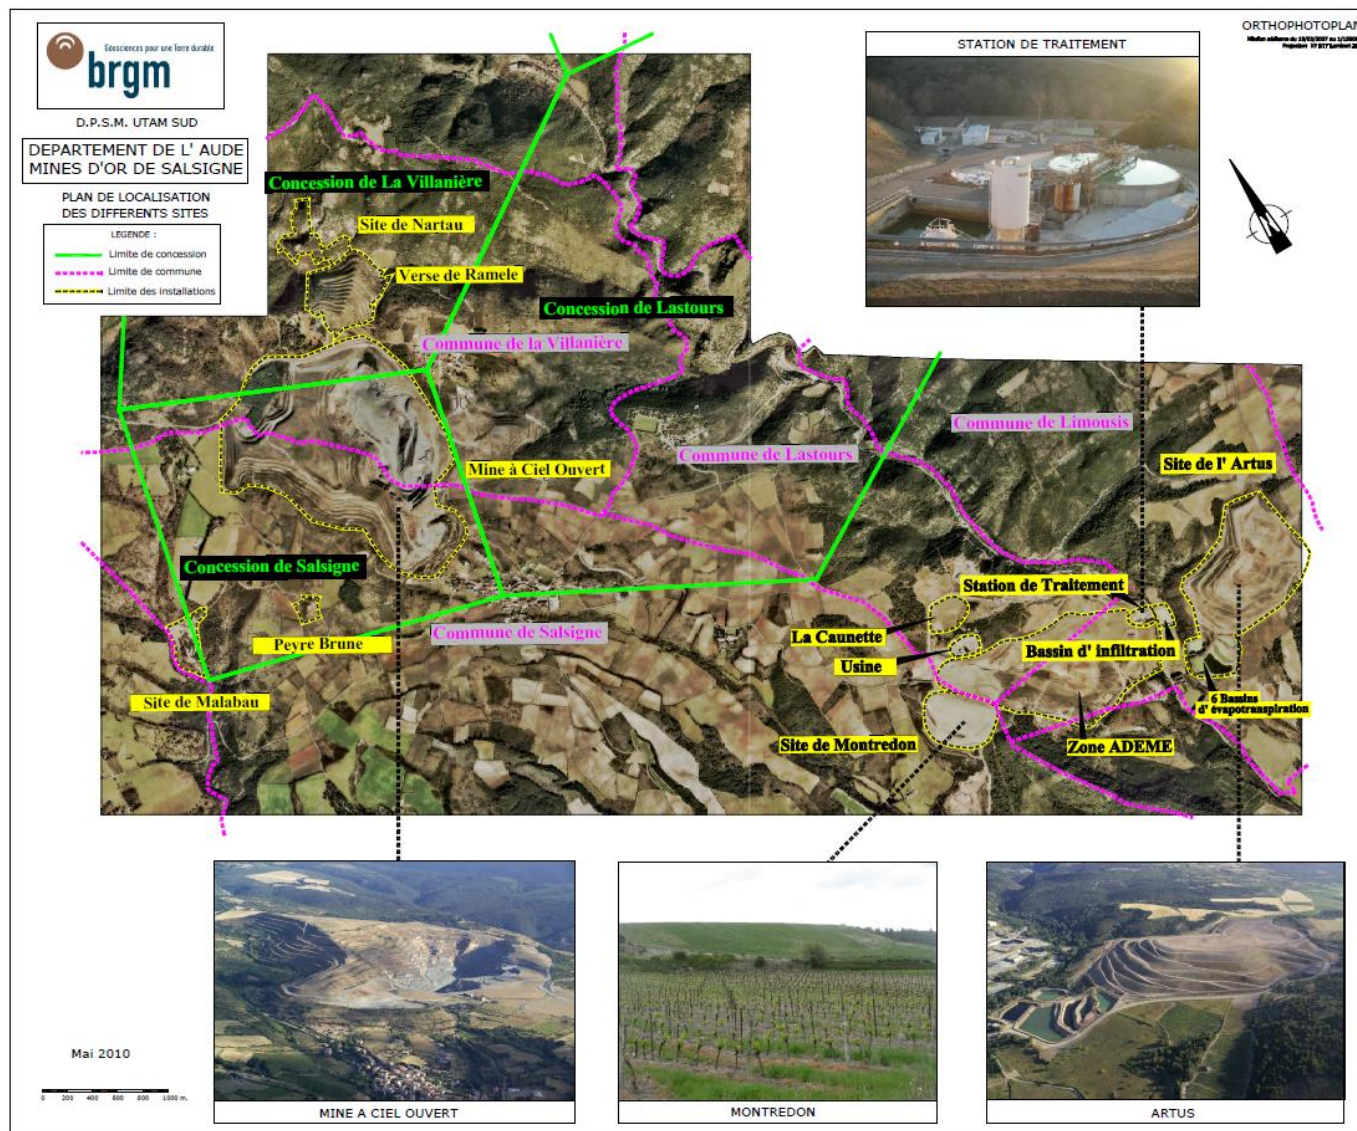 Géosciences pour une Terre durable
brgm
D.P.S.M. UTAM SUD
DEPARTEMENT DE L' AUDE
MINES D'OR DE SALSIGNE
PLAN DE LOCALISATION
DES DIFFERENTS SITES
LEGENDE :
Limite de concession
Limite de commune
Limite des installations
ORTHOPHOTOPLAN
STATION DE TRAITEMENT
Concession de La Villanière
Site de Nartau
Verse de Ramele
Concession de Lastours
Commune de la Villanière
Commune de Limousis
Commune de Lastours
Site de l' Artus
Mine à Ciel Ouvert
Concession de Salsigne
Station de Traitement
La Caunette
Commune de Salsigne
Peyre Brune
Usine
Bassin d' infiltration
Site de Malabau
6 Bassins
d' évapotranspiration
Site de Montredon
Zone ADEME
Mai 2010
0 200 400 600 800 1000 m.
MINE A CIEL OUVERT
MONTREDON
ARTUS